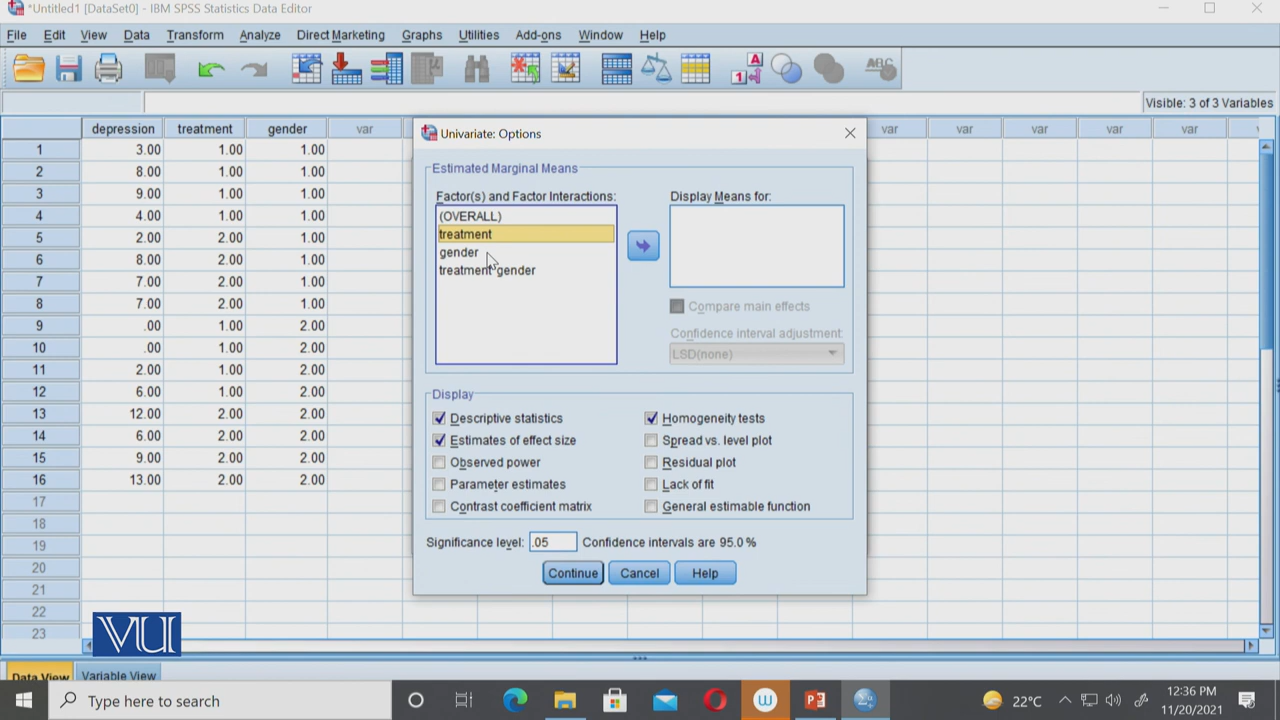 *Untitled1 [DataSet0] - IBM SPSS Statistics Data Editor
File Edit View Data Transform Analyze Direct Marketing Graphs Utilities Add-ons Window Help
Visible: 3 of 3 Variables
depression treatment gender var var var var var var
1 3.00 1.00 1.00
2 8.00 1.00 1.00
3 9.00 1.00 1.00
4 4.00 1.00 1.00
5 2.00 2.00 1.00
6 8.00 2.00 1.00
7 7.00 2.00 1.00
8 7.00 2.00 1.00
9 .00 1.00 2.00
10 .00 1.00 2.00
11 2.00 1.00 2.00
12 6.00 1.00 2.00
13 12.00 2.00 2.00
14 6.00 2.00 2.00
15 9.00 2.00 2.00
16 13.00 2.00 2.00
17
18
19
20
21
22
23
Univariate: Options
Estimated Marginal Means
Factor(s) and Factor Interactions:
(OVERALL)
treatment
gender
treatment*gender
Display Means for:
Compare main effects
Confidence interval adjustment:
LSD(none)
Display
Descriptive statistics Homogeneity tests
Estimates of effect size Spread vs. level plot
Observed power Residual plot
Parameter estimates Lack of fit
Contrast coefficient matrix General estimable function
Significance level: .05 Confidence intervals are 95.0 %
Continue Cancel Help
VU
Data View Variable View
Type here to search
22°C
12:36 PM
11/20/2021